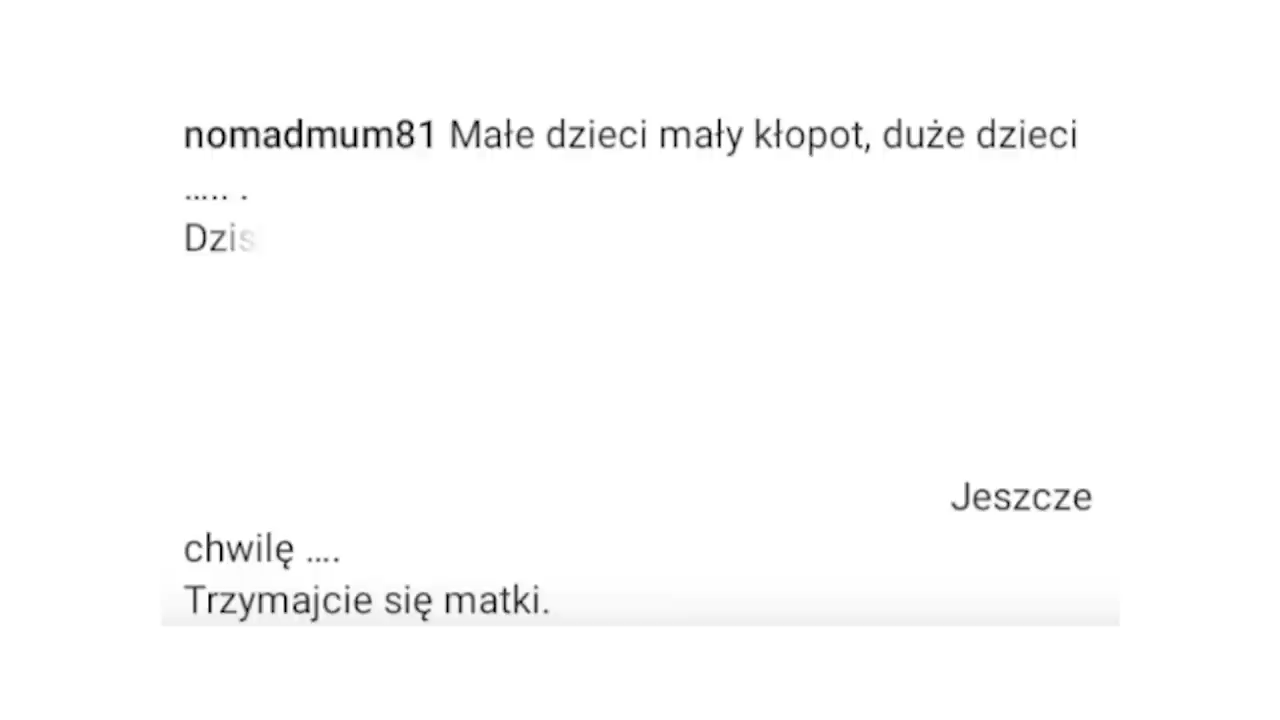 nomadmum81 Małe dzieci mały kłopot, duże dzieci
..... .
Jeszcze
chwilę ....
Trzymajcie się matki.